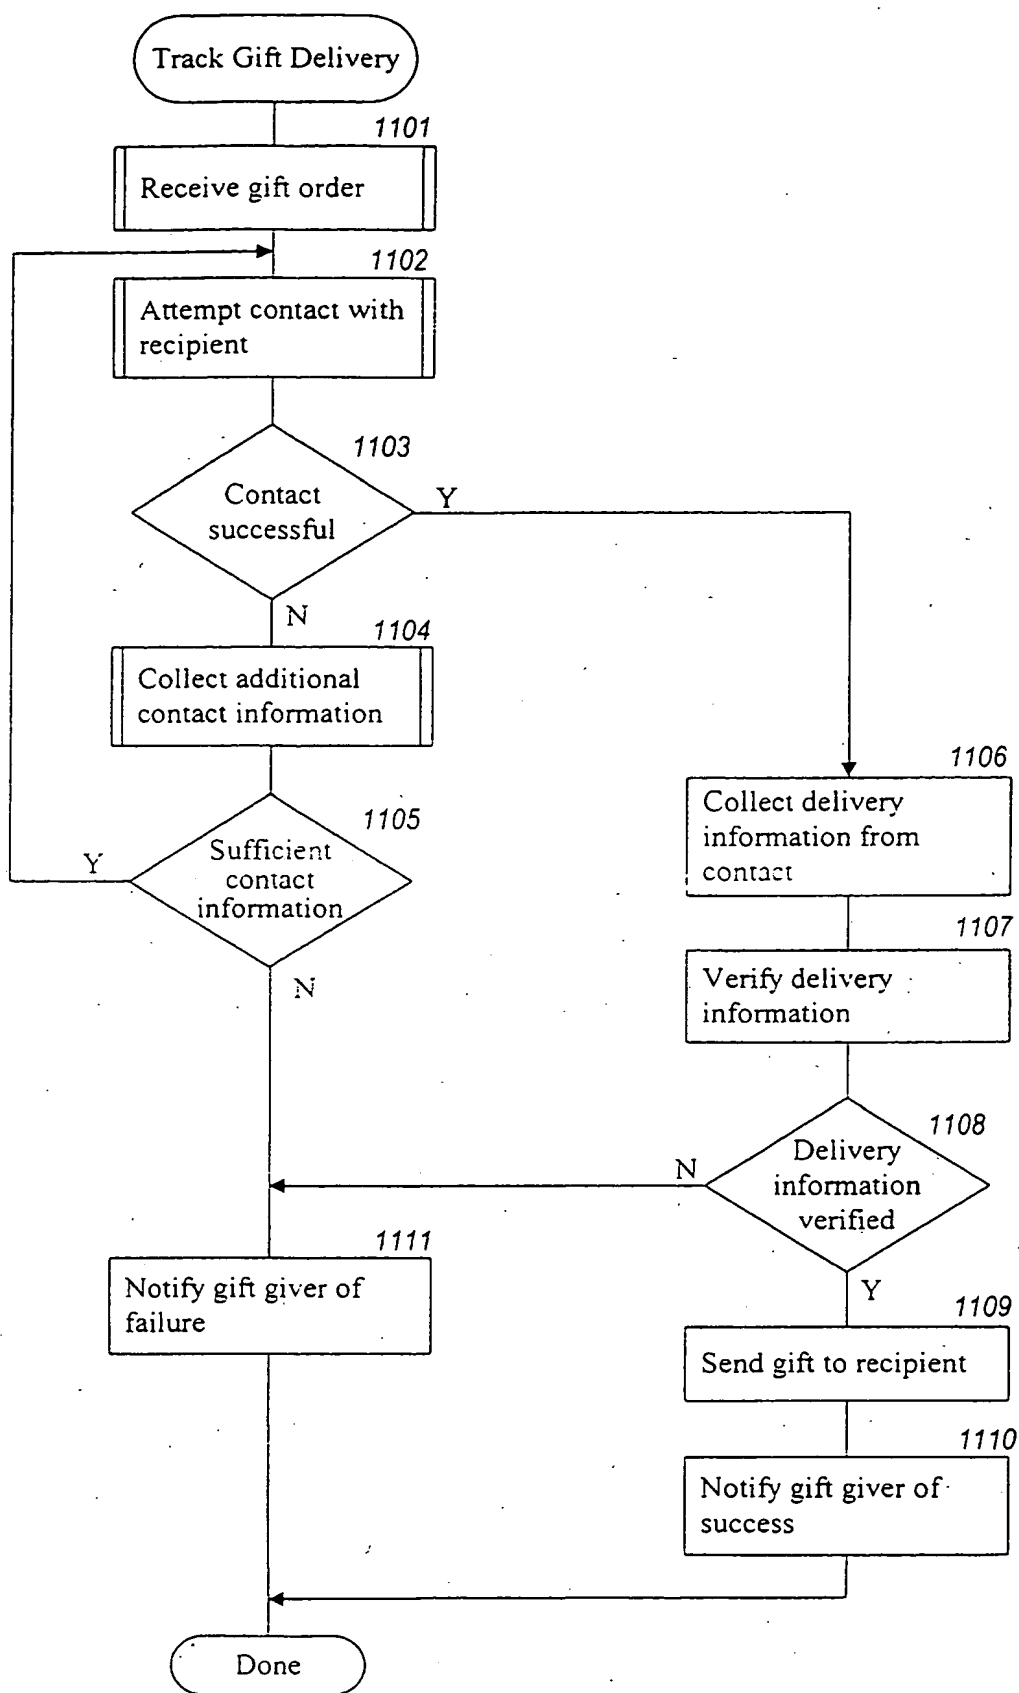 Track Gift Delivery
1101
Receive gift order
1102
Attempt contact with
recipient
1103
Contact
successful
Y
N
1104
Collect additional
contact information
1105
Sufficient
contact
information
Y
N
1106
Collect delivery
information from
contact
1107
Verify delivery
information
1108
Delivery
information
verified
N
Y
1109
Send gift to recipient
1110
Notify gift giver of
success
1111
Notify gift giver of
failure
Done